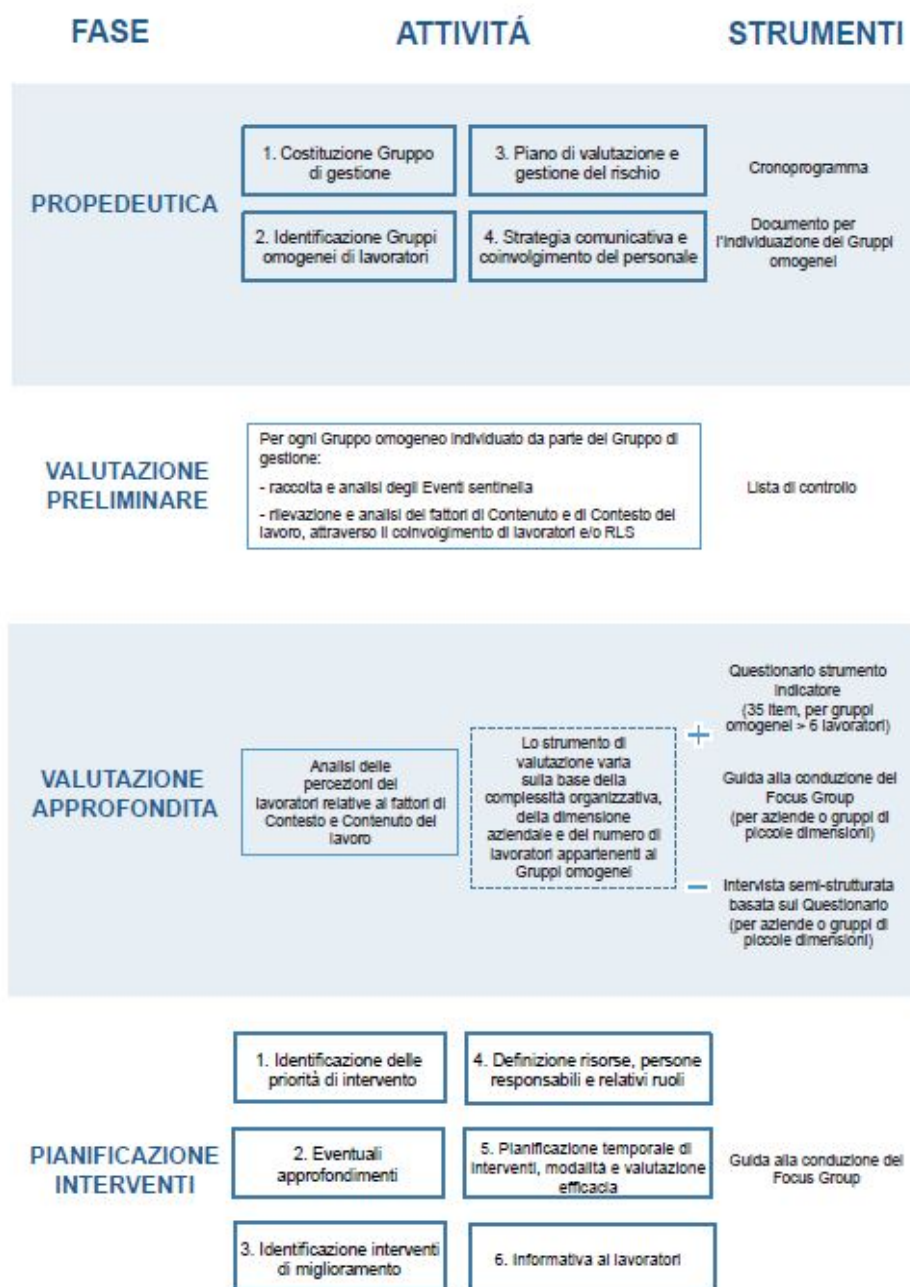 FASE
ATTIVITÁ
STRUMENTI
PROPEDEUTICA
1. Costituzione Gruppo
di gestione
2. Identificazione Gruppi
omogenei di lavoratori
3. Piano di valutazione e
gestione del rischio
4. Strategia comunicativa e
coinvolgimento del personale
Cronoprogramma
Documento per
l'individuazione dei Gruppi
omogenei
VALUTAZIONE
PRELIMINARE
Per ogni Gruppo omogeneo individuato da parte del Gruppo di
gestione:
- raccolta e analisi degli Eventi sentinella
- rilevazione e analisi dei fattori di Contenuto e di Contesto del
lavoro, attraverso il coinvolgimento di lavoratori e/o RLS
Lista di controllo
VALUTAZIONE
APPROFONDITA
Analisi delle
percezioni dei
lavoratori relative ai fattori di
Contesto e Contenuto del
lavoro
Lo strumento di
valutazione varia
sulla base della
complessità organizzativa,
della dimensione
aziendale e del numero di
lavoratori appartenenti ai
Gruppi omogenei
+
Questionario strumento
indicatore
(35 item, per gruppi
omogenei > 6 lavoratori)
Guida alla conduzione del
Focus Group
(per aziende o gruppi di
piccole dimensioni)
–
Intervista semi-strutturata
basata sul Questionario
(per aziende o gruppi di
piccole dimensioni)
PIANIFICAZIONE
INTERVENTI
1. Identificazione delle
priorità di intervento
2. Eventuali
approfondimenti
3. Identificazione interventi
di miglioramento
4. Definizione risorse, persone
responsabili e relativi ruoli
5. Pianificazione temporale di
interventi, modalità e valutazione
efficacia
6. Informativa ai lavoratori
Guida alla conduzione del
Focus Group